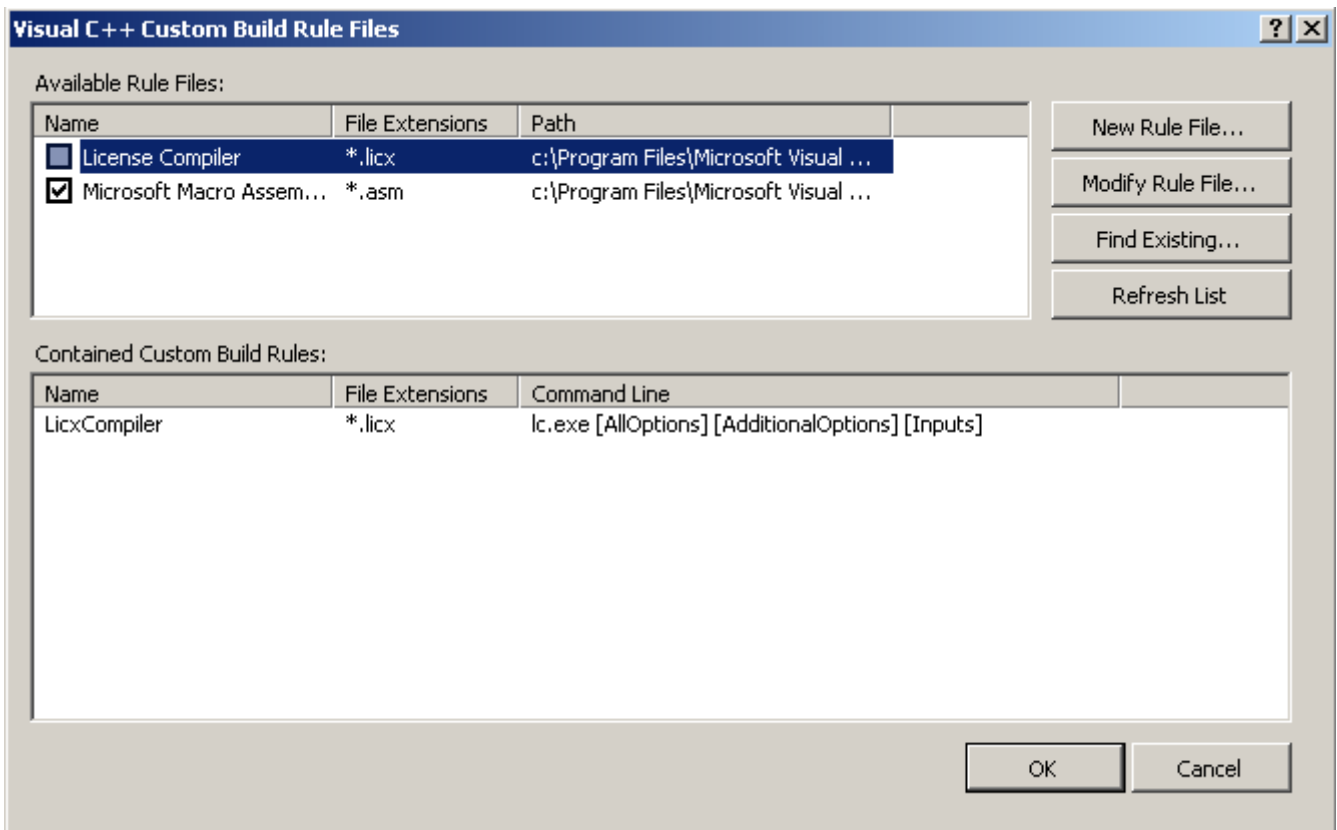 Visual C++ Custom Build Rule Files
Available Rule Files:
Name File Extensions Path
License Compiler *.licx c:\Program Files\Microsoft Visual ...
Microsoft Macro Assem... *.asm c:\Program Files\Microsoft Visual ...
New Rule File...
Modify Rule File...
Find Existing...
Refresh List
Contained Custom Build Rules:
Name File Extensions Command Line
LicxCompiler *.licx lc.exe [AllOptions] [AdditionalOptions] [Inputs]
OK Cancel